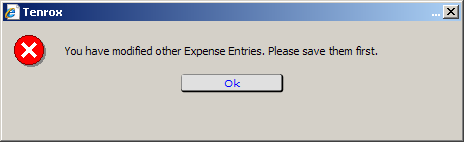 Tenrox
You have modified other Expense Entries. Please save them first.
Ok